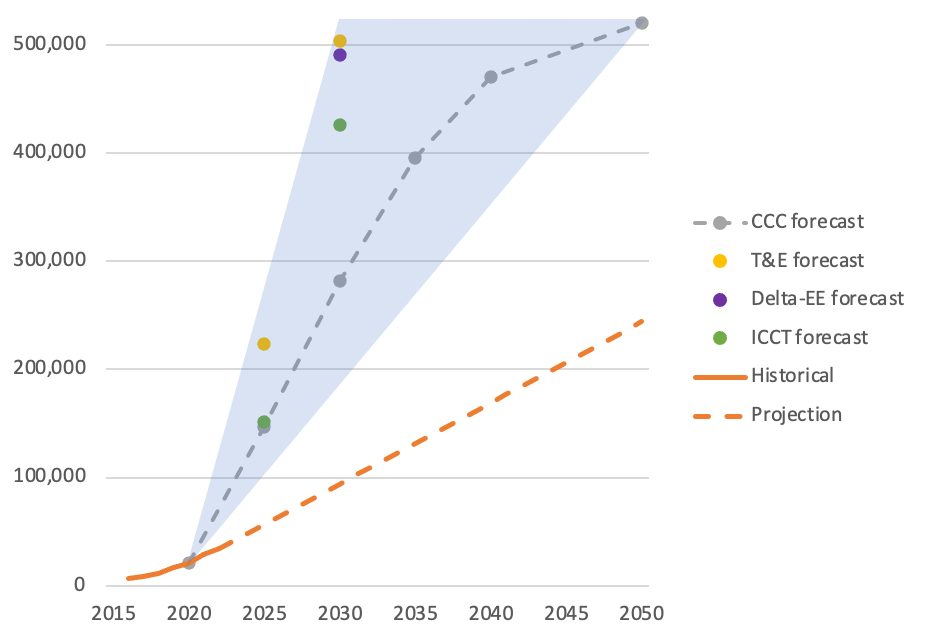 500,000
400,000
300,000
200,000
100,000
0
2015 2020 2025 2030 2035 2040 2045 2050
CCC forecast
T&E forecast
Delta-EE forecast
ICCT forecast
Historical
Projection